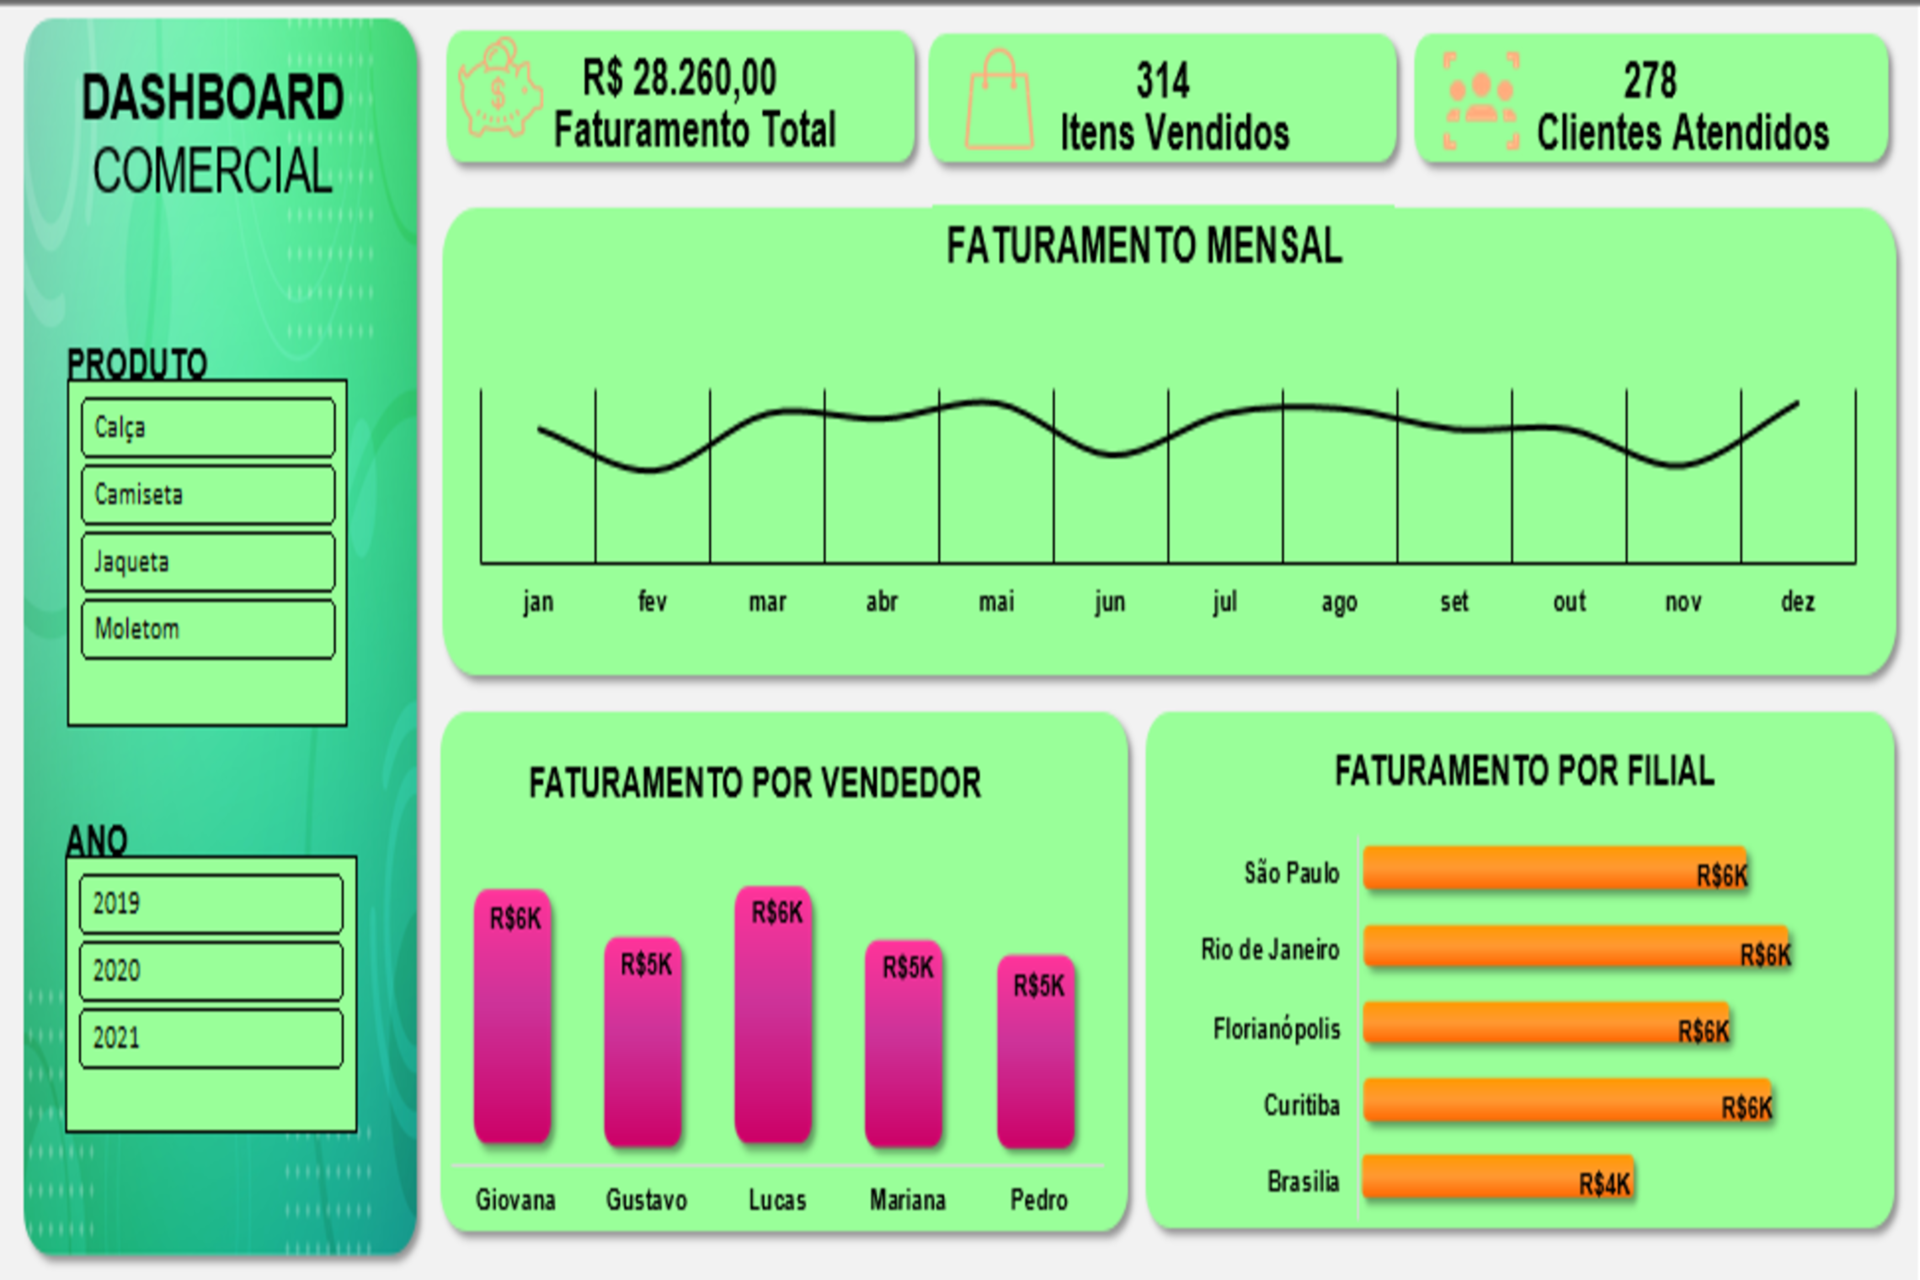 DASHBOARD
COMERCIAL
PRODUTO
Calça
Camiseta
Jaqueta
Moletom
ANO
2019
2020
2021
R$ 28.260,00
Faturamento Total
314
Itens Vendidos
278
Clientes Atendidos
FATURAMENTO MENSAL
jan fev mar abr mai jun jul ago set out nov dez
FATURAMENTO POR VENDEDOR
R$6K R$5K R$6K R$5K R$5K
Giovana Gustavo Lucas Mariana Pedro
FATURAMENTO POR FILIAL
São Paulo R$6K
Rio de Janeiro R$6K
Florianópolis R$6K
Curitiba R$6K
Brasilia R$4K